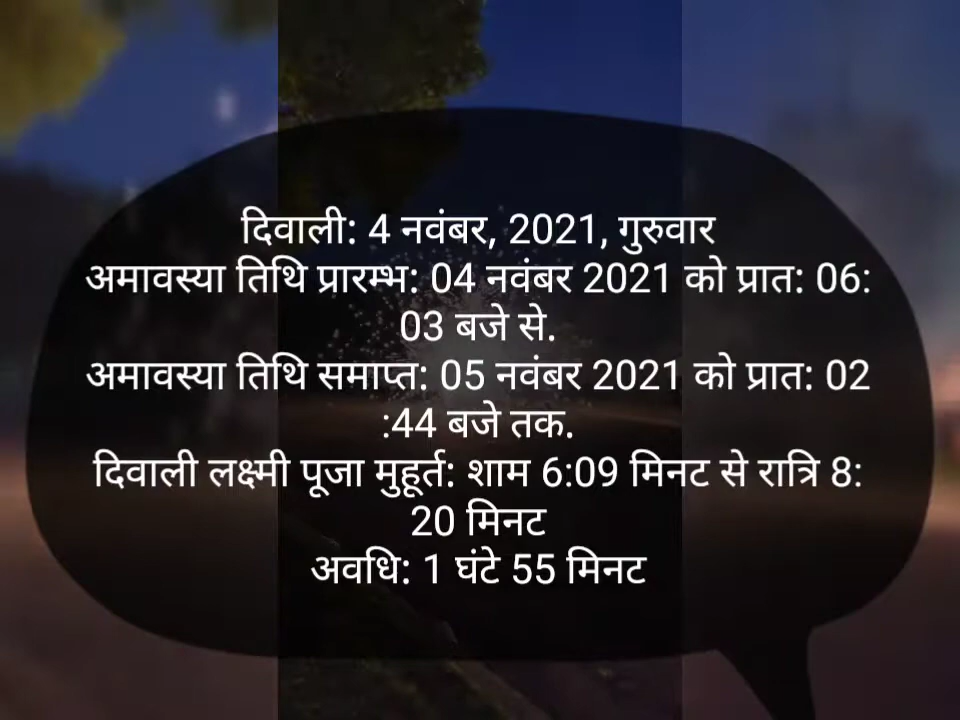 दिवाली: 4 नवंबर, 2021, गुरुवार
अमावस्या तिथि प्रारम्भ: 04 नवंबर 2021 को प्रात: 06:
03 बजे से.
अमावस्या तिथि समाप्त: 05 नवंबर 2021 को प्रात: 02
:44 बजे तक.
दिवाली लक्ष्मी पूजा मुहूर्त: शाम 6:09 मिनट से रात्रि 8:
20 मिनट
अवधि: 1 घंटे 55 मिनट